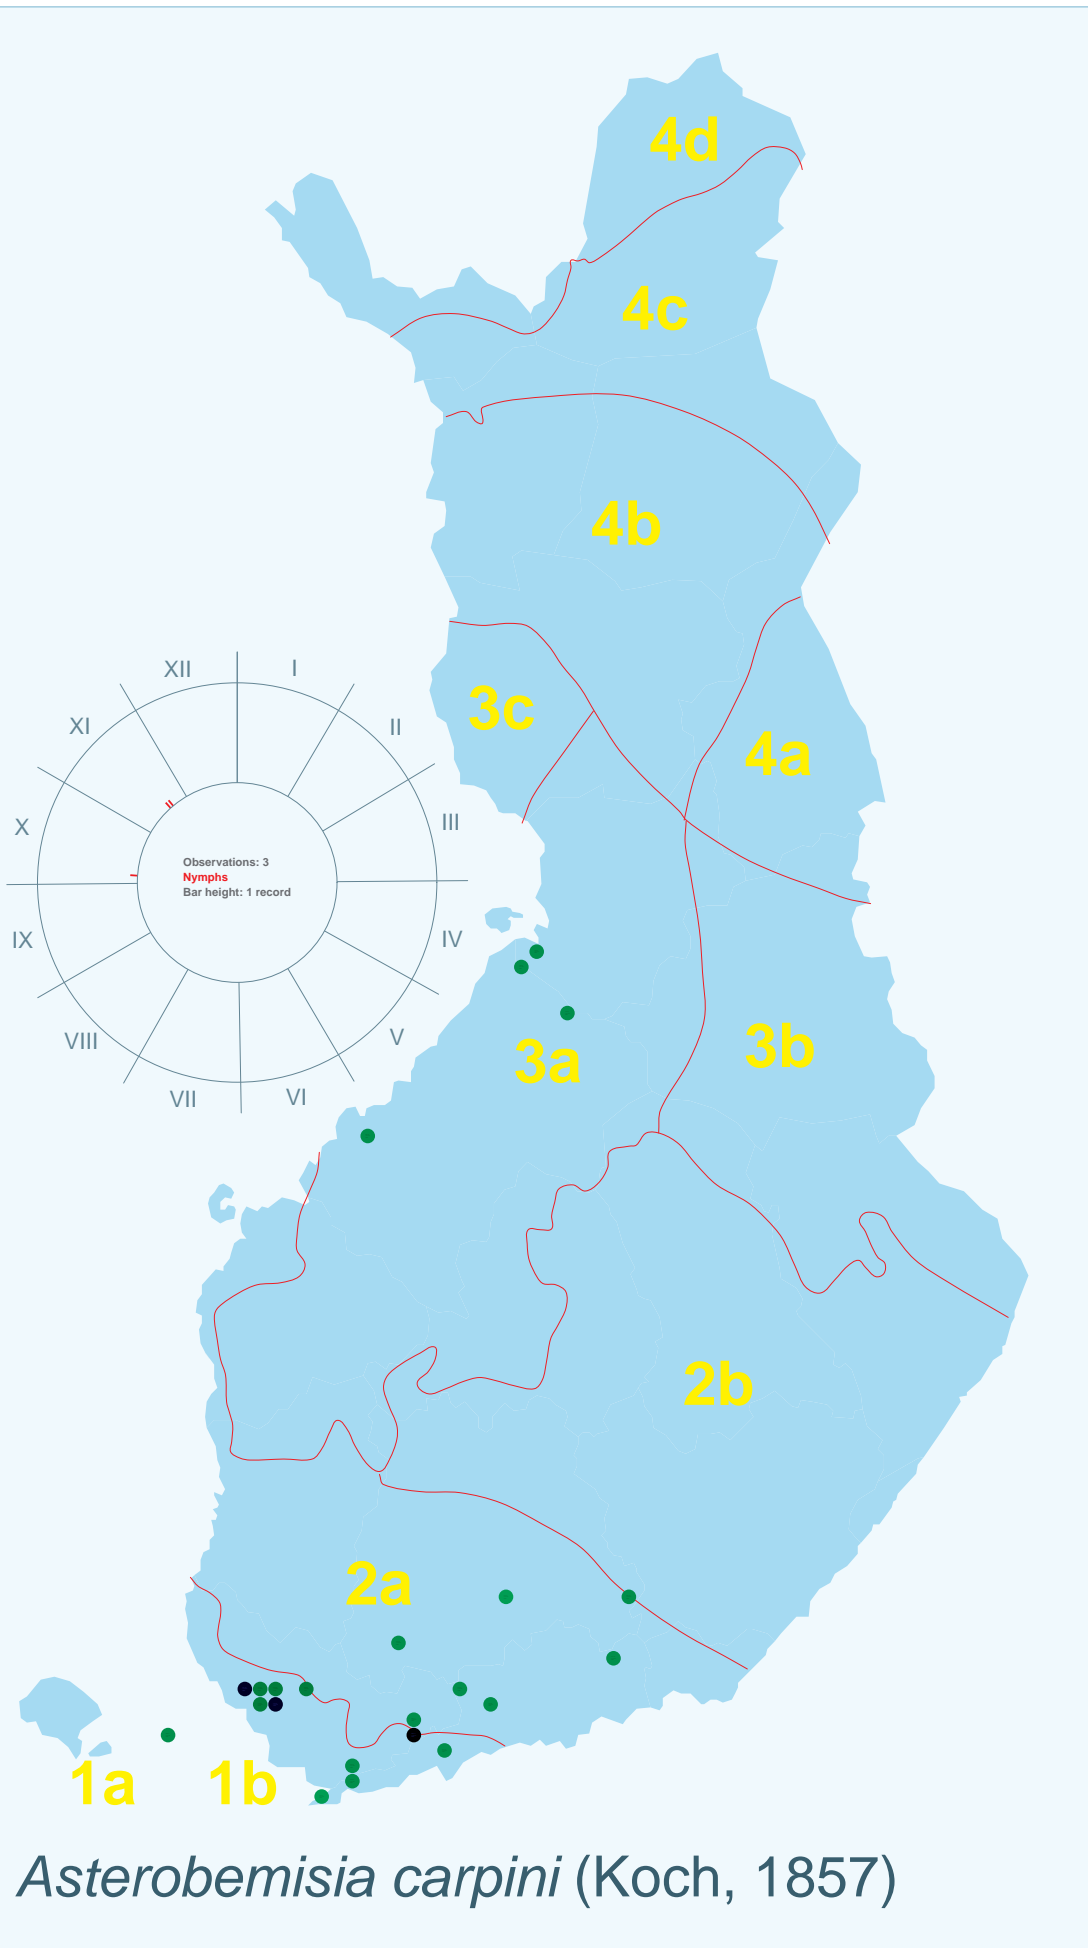 4d
4c
4b
3c
4a
XII
I
XI
II
X
III
Observations: 3
Nymphs
Bar height: 1 record
IX
IV
VIII
V
VII
VI
3a
3b
2b
2a
1a
1b
Asterobemisia carpini (Koch, 1857)